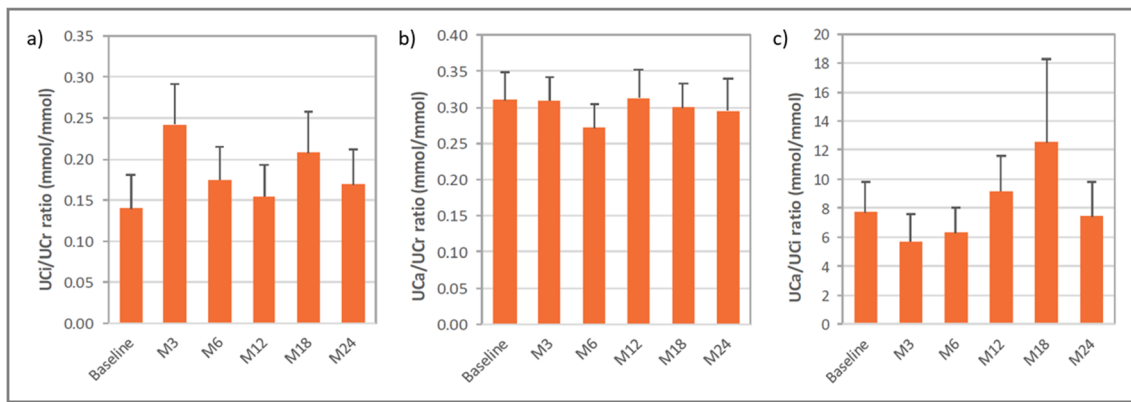 a)
UCi/UCr ratio (mmol/mmol)
0.35
0.30
0.25
0.20
0.15
0.10
0.05
0.00
Baseline
M3
M6
M12
M18
M24
b)
UCa/UCr ratio (mmol/mmol)
0.40
0.35
0.30
0.25
0.20
0.15
0.10
0.05
0.00
Baseline
M3
M6
M12
M18
M24
c)
UCa/UCi ratio (mmol/mmol)
20
18
16
14
12
10
8
6
4
2
0
Baseline
M3
M6
M12
M18
M24